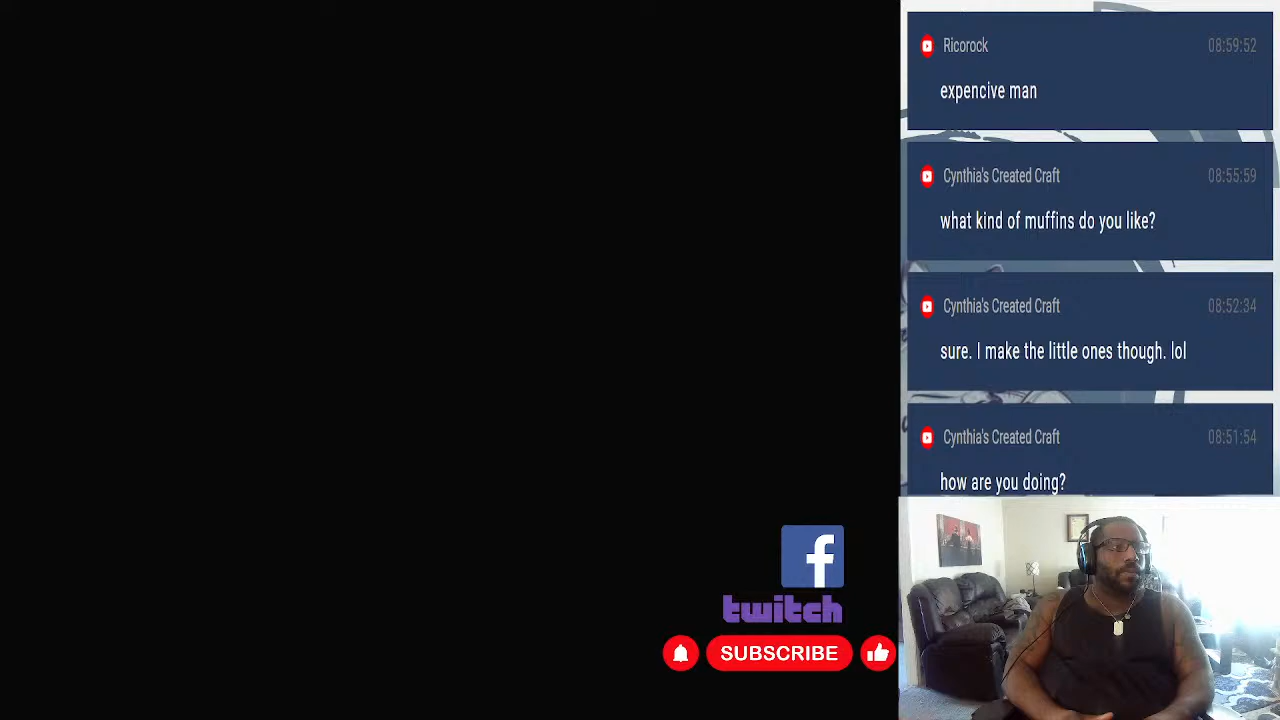 Ricorock 08:59:52
expencive man
Cynthia's Created Craft 08:55:59
what kind of muffins do you like?
Cynthia's Created Craft 08:52:34
sure. I make the little ones though. lol
Cynthia's Created Craft 08:51:54
how are you doing?
f
twitch
SUBSCRIBE